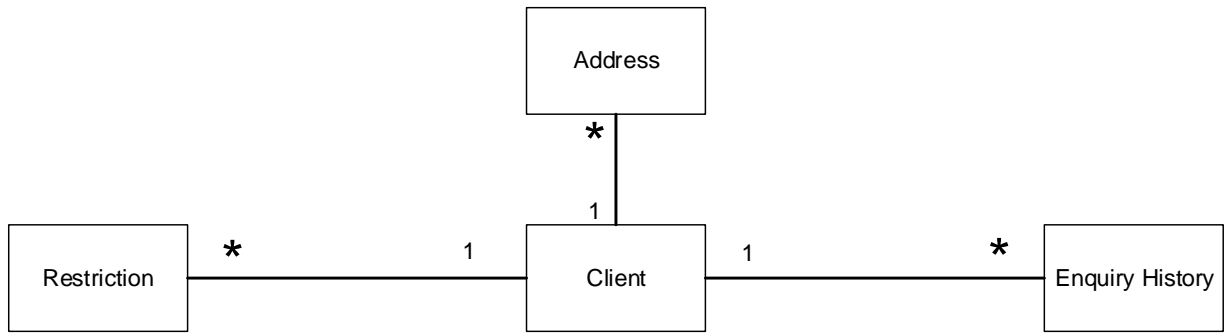 Address
*
1
* 1 1 *
Restriction Client Enquiry History